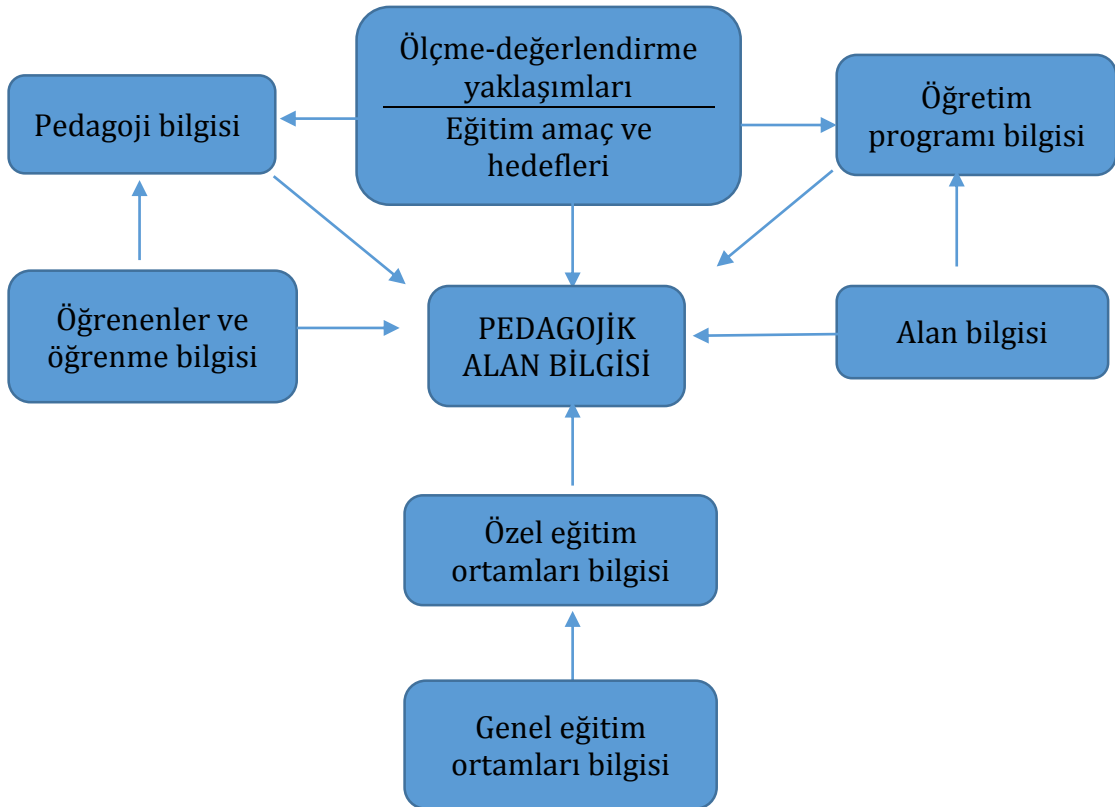 Ölçme-değerlendirme
yaklaşımları
Eğitim amaç ve
hedefleri
Pedagoji bilgisi
Öğretim
programı bilgisi
Öğrenenler ve
öğrenme bilgisi
PEDAGOJİK
ALAN BİLGİSİ
Alan bilgisi
Özel eğitim
ortamları bilgisi
Genel eğitim
ortamları bilgisi